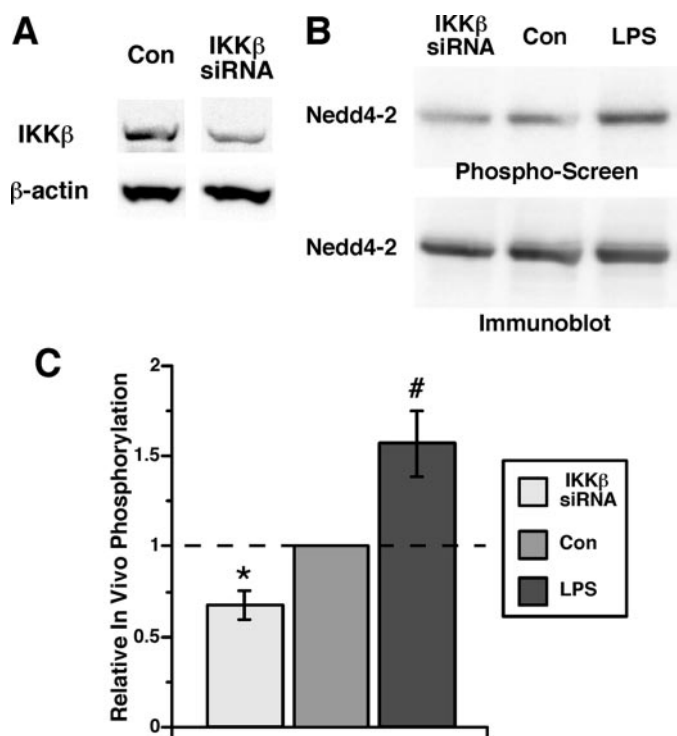 A
Con
IKKβ
siRNA
IKKβ
β-actin
B
IKKβ
siRNA
Con
LPS
Nedd4-2
Phospho-Screen
Nedd4-2
Immunoblot
C
Relative In Vivo Phosphorylation
2
1.5
1
0.5
0
*
#
IKKβ
siRNA
Con
LPS